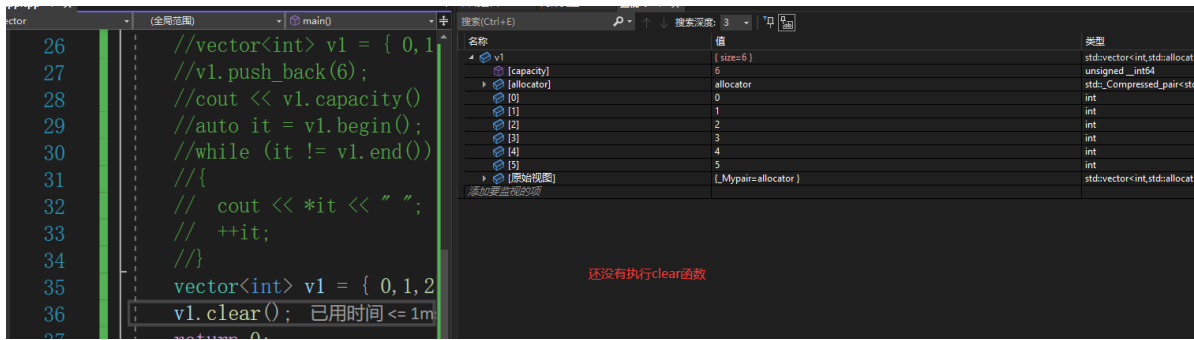 ector
(全局范围)
main()
26 //vector<int> v1 = { 0,1
27 //v1.push_back(6);
28 //cout << v1.capacity()
29 //auto it = v1.begin();
30 //while (it != v1.end())
31 //{
32 // cout << *it << " ";
33 // ++it;
34 //}
35 vector<int> v1 = { 0,1,2
36 v1.clear(); 已用时间 <= 1m
37 return 0;
搜索(Ctrl+E)
搜索深度: 3
名称 值 类型
v1 { size=6 } std::vector<int,std::allocat
[capacity] 6 unsigned __int64
[allocator] allocator std::_Compressed_pair<st
[0] 0 int
[1] 1 int
[2] 2 int
[3] 3 int
[4] 4 int
[5] 5 int
[原始视图] {_Mypair=allocator } std::vector<int,std::allocat
添加要监视的项
还没有执行clear函数